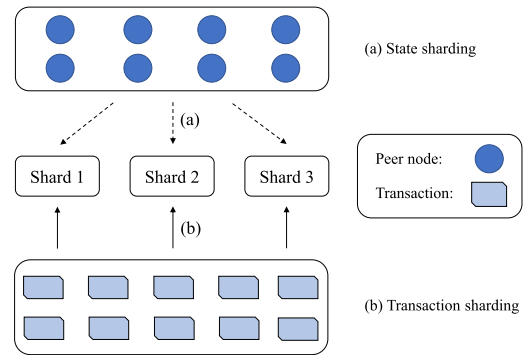 (a) State sharding
(a)
Shard 1
Shard 2
Shard 3
Peer node:
Transaction:
(b)
(b) Transaction sharding